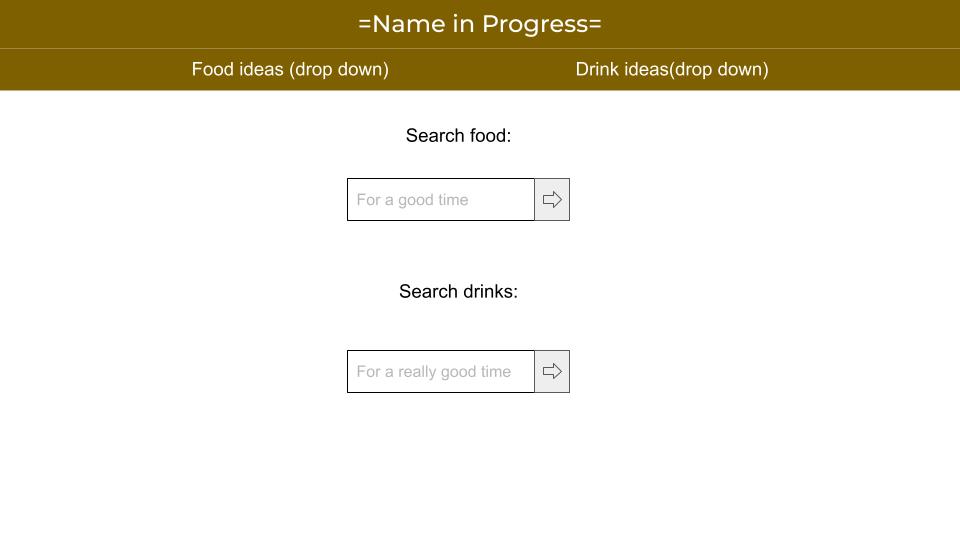 =Name in Progress=
Food ideas (drop down)
Drink ideas(drop down)
Search food:
For a good time
Search drinks:
For a really good time